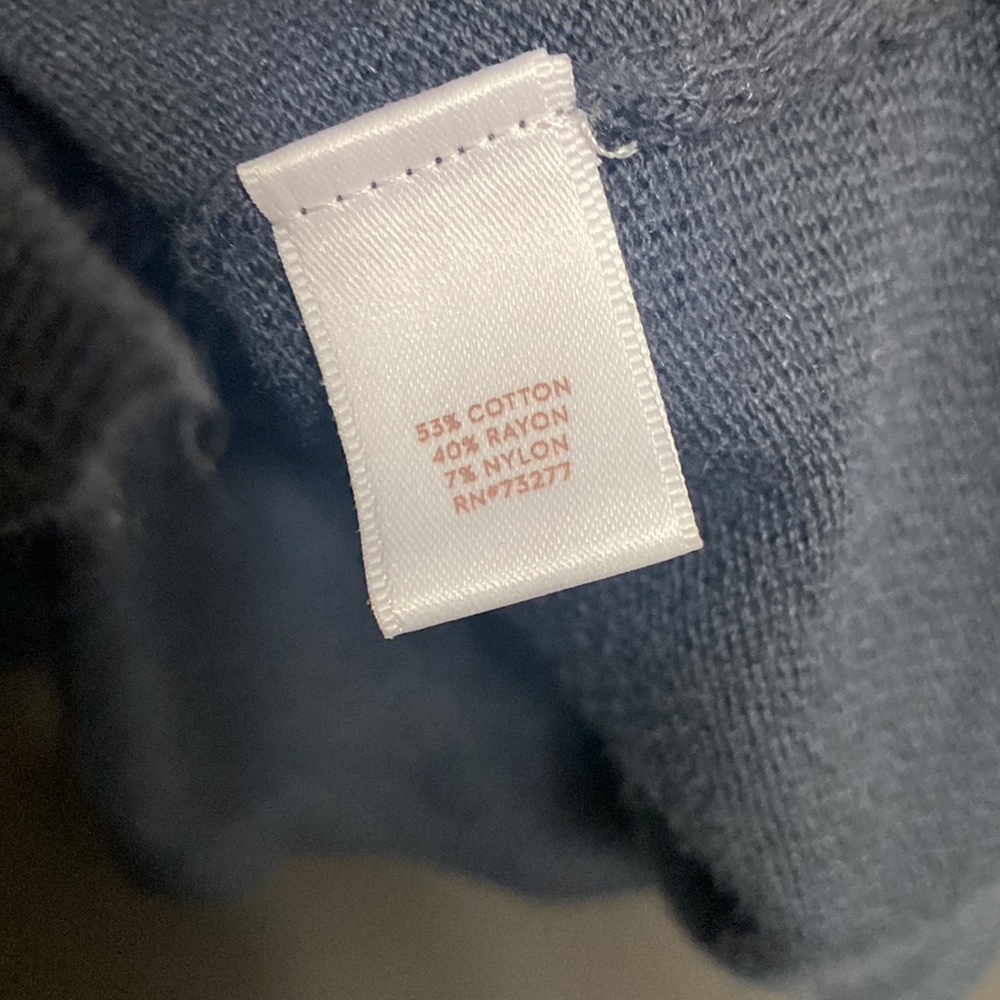 53% COTTON
40% RAYON
7% NYLON
RN#73277